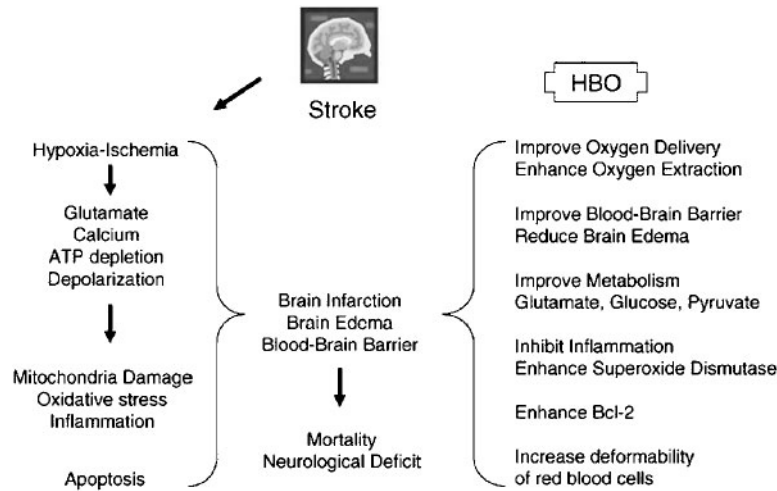 Stroke
HBO
Hypoxia-Ischemia
Glutamate
Calcium
ATP depletion
Depolarization
Mitochondria Damage
Oxidative stress
Inflammation
Apoptosis
Brain Infarction
Brain Edema
Blood-Brain Barrier
Mortality
Neurological Deficit
Improve Oxygen Delivery
Enhance Oxygen Extraction
Improve Blood-Brain Barrier
Reduce Brain Edema
Improve Metabolism
Glutamate, Glucose, Pyruvate
Inhibit Inflammation
Enhance Superoxide Dismutase
Enhance Bcl-2
Increase deformability
of red blood cells